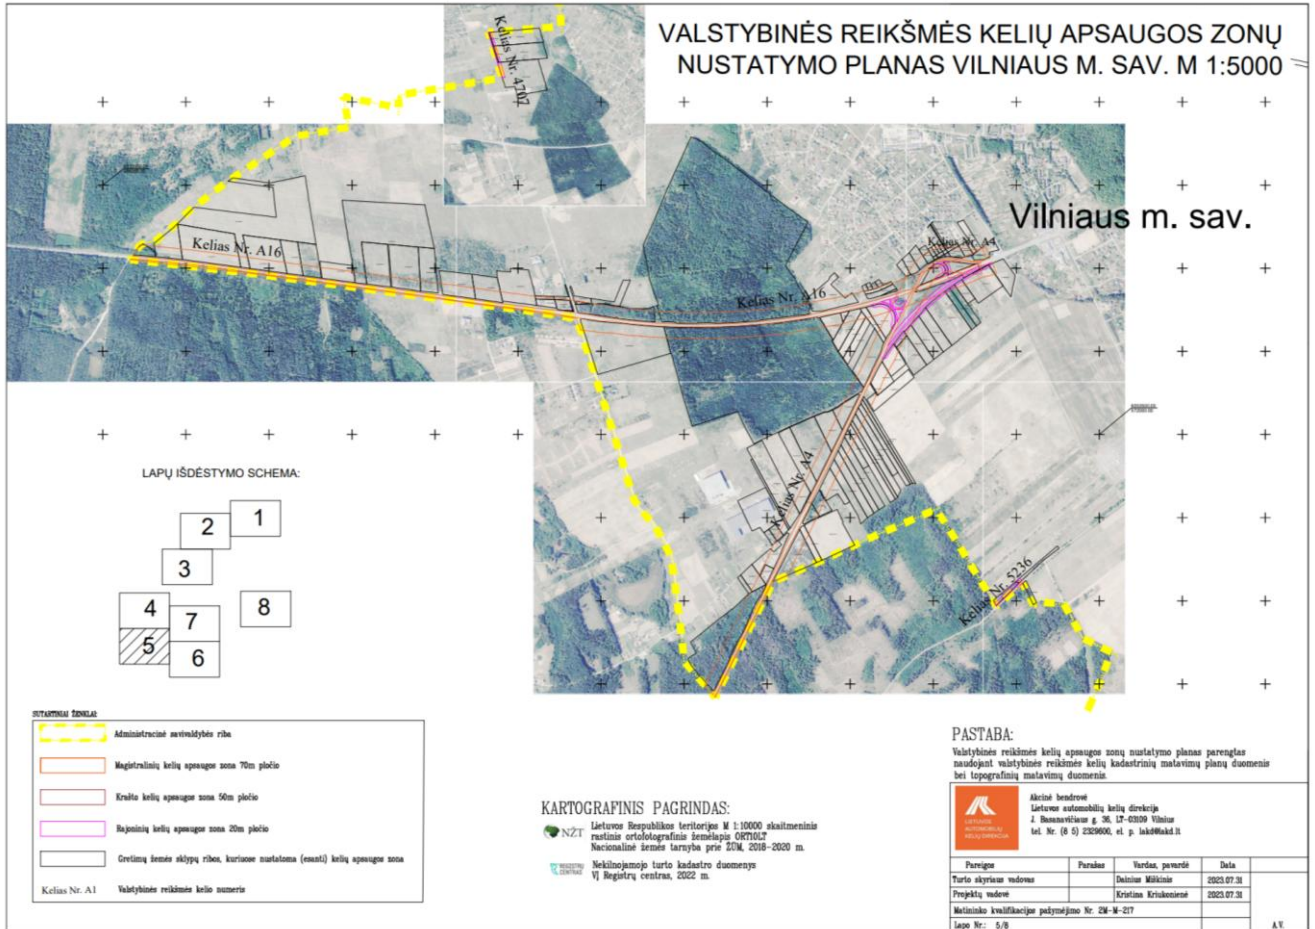 VALSTYBINĖS REIKŠMĖS KELIŲ APSAUGOS ZONŲ
NUSTATYMO PLANAS VILNIAUS M. SAV. M 1:5000
Kelias Nr. 4707
Vilniaus m. sav.
Kelias Nr. A16
Kelias Nr. A4
Kelias Nr. A16
Kelias Nr. A4
Kelias Nr. 5236
LAPŲ IŠDĖSTYMO SCHEMA:
1
2
3
4
7
8
5
6
SUTARTINIAI ŽENKLAI:
Administracinė savivaldybės riba
Magistralinių kelių apsaugos zona 70m pločio
Krašto kelių apsaugos zona 50m pločio
Rajoninių kelių apsaugos zona 20m pločio
Gretimų žemės sklypų ribos, kuriuose nustatoma (esanti) kelių apsaugos zona
Kelias Nr. A1 Valstybinės reikšmės kelio numeris
KARTOGRAFINIS PAGRINDAS:
NŽT
Lietuvos Respublikos teritorijos M 1:10000 skaitmeninis
rastrinis ortofotografinis žemėlapis ORT10LT
Nacionalinė žemės tarnyba prie ŽŪM, 2018-2020 m.
REGISTRŲ
CENTRAS
Nekilnojamojo turto kadastro duomenys
VĮ Registrų centras, 2022 m.
PASTABA:
Valstybinės reikšmės kelių apsaugos zonų nustatymo planas parengtas
naudojant valstybinės reikšmės kelių kadastrinių matavimų planų duomenis
bei topografinių matavimų duomenis.
LIETUVOS
AUTOMOBILIŲ
KELIŲ DIREKCIJA
Akcinė bendrovė
Lietuvos automobilių kelių direkcija
J. Basanavičiaus g. 36, LT-03109 Vilnius
tel. Nr. (8 5) 2329600, el. p. lakd@lakd.lt
Pareigos Parašas Vardas, pavardė Data
Turto skyriaus vadovas Dainius Miškinis 2023.07.31
Projektų vadovė Kristina Kriukonienė 2023.07.31
Matininko kvalifikacijos pažymėjimo Nr. 2M-M-217
Lapo Nr.: 5/8 A.V.